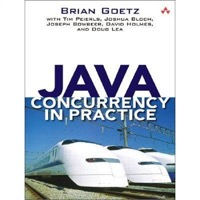 BRIAN GOETZ
WITH TIM PEIERLS, JOSHUA BLOCH,
JOSEPH BOWBEER, DAVID HOLMES,
AND DOUG LEA
JAVA
CONCURRENCY
IN PRACTICE